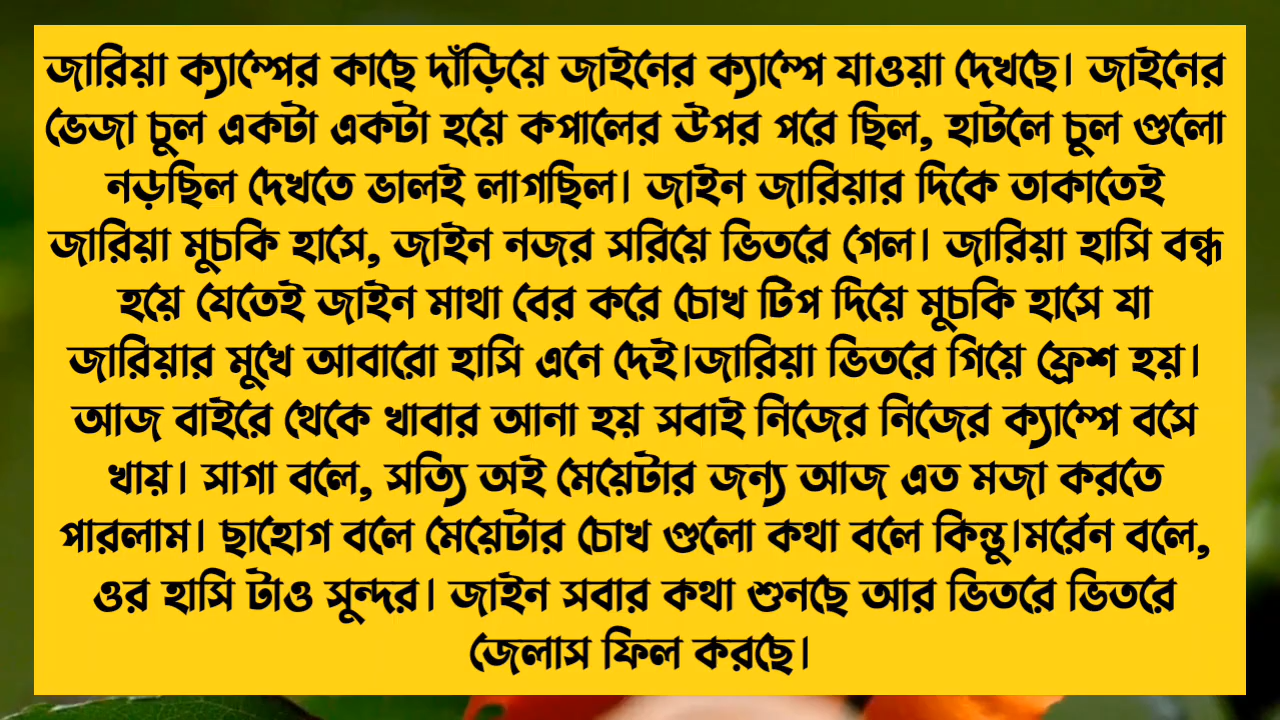 জারিয়া ক্যাম্পের কাছে দাঁড়িয়ে জাইনের ক্যাম্পে যাওয়া দেখছে। জাইনের
ভেজা চুল একটা একটা হয়ে কপালের উপর পরে ছিল, হাটলে চুল গুলো
নড়ছিল দেখতে ভালই লাগছিল। জাইন জারিয়ার দিকে তাকাতেই
জারিয়া মুচকি হাসে, জাইন নজর সরিয়ে ভিতরে গেল। জারিয়া হাসি বন্ধ
হয়ে যেতেই জাইন মাথা বের করে চোখ টিপ দিয়ে মুচকি হাসে যা
জারিয়ার মুখে আবারো হাসি এনে দেই।জারিয়া ভিতরে গিয়ে ফ্রেশ হয়।
আজ বাইরে থেকে খাবার আনা হয় সবাই নিজের নিজের ক্যাম্পে বসে
খায়। সাগা বলে, সত্যি অই মেয়েটার জন্য আজ এত মজা করতে
পারলাম। ছাহোগ বলে মেয়েটার চোখ গুলো কথা বলে কিন্তু।মর্রেন বলে,
ওর হাসি টাও সুন্দর। জাইন সবার কথা শুনছে আর ভিতরে ভিতরে
জেলাস ফিল করছে।